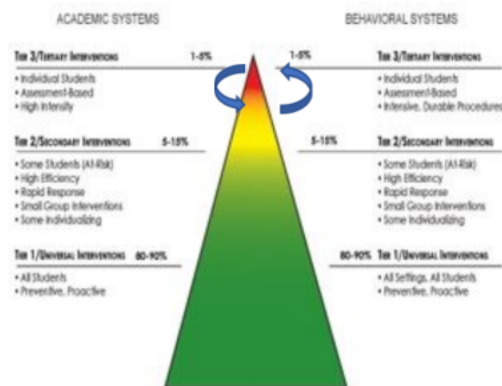 ACADEMIC SYSTEMS
TIER 3/TERTIARY INTERVENTIONS 1-5%
• Individual Students
• Assessment-Based
• High Intensity
TIER 2/SECONDARY INTERVENTIONS 5-15%
• Some Students (At-Risk)
• High Efficiency
• Rapid Response
• Small Group Interventions
• Some Individualizing
TIER 1/UNIVERSAL INTERVENTIONS 80-90%
• All Students
• Preventive, Proactive
BEHAVIORAL SYSTEMS
1-5% TIER 3/TERTIARY INTERVENTIONS
• Individual Students
• Assessment-Based
• Intensive, Durable Procedures
5-15% TIER 2/SECONDARY INTERVENTIONS
• Some Students (At-Risk)
• High Efficiency
• Rapid Response
• Small Group Interventions
• Some Individualizing
80-90% TIER 1/UNIVERSAL INTERVENTIONS
• All Settings, All Students
• Preventive, Proactive